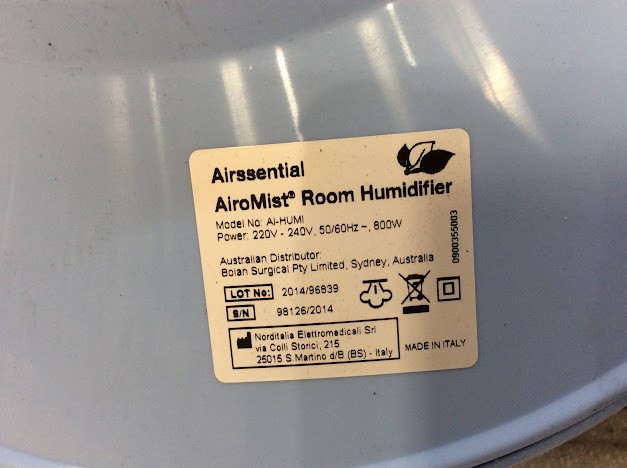 Airssential
AiroMist® Room Humidifier
Model No: Ai-HUMI
Power: 220V - 240V, 50/60Hz ~, 800W
Australian Distributor:
Boian Surgical Pty Limited, Sydney, Australia
LOT No: 2014/96839
S/N 98126/2014
Norditalia Elettromedicali Srl
via Colli Storici, 215
25015 S.Martino d/B (BS) - Italy
MADE IN ITALY
0900355003